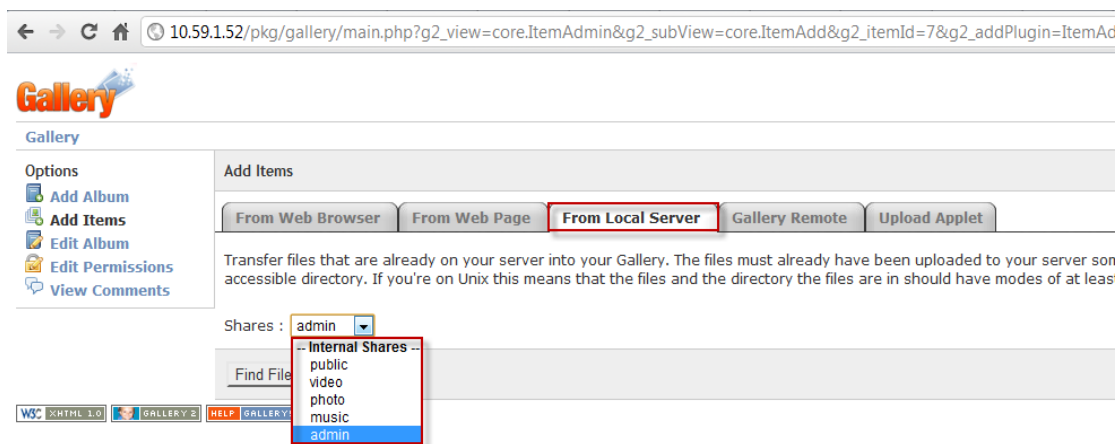 10.59.1.52/pkg/gallery/main.php?g2_view=core.ItemAdmin&g2_subView=core.ItemAdd&g2_itemId=7&g2_addPlugin=ItemAd
Gallery
Gallery
Options
Add Album
Add Items
Edit Album
Edit Permissions
View Comments
Add Items
From Web Browser
From Web Page
From Local Server
Gallery Remote
Upload Applet
Transfer files that are already on your server into your Gallery. The files must already have been uploaded to your server som
accessible directory. If you're on Unix this means that the files and the directory the files are in should have modes of at least
Shares : admin
-- Internal Shares --
public
video
photo
music
admin
Find File
W3C XHTML 1.0
GALLERY 2
HELP GALLERY